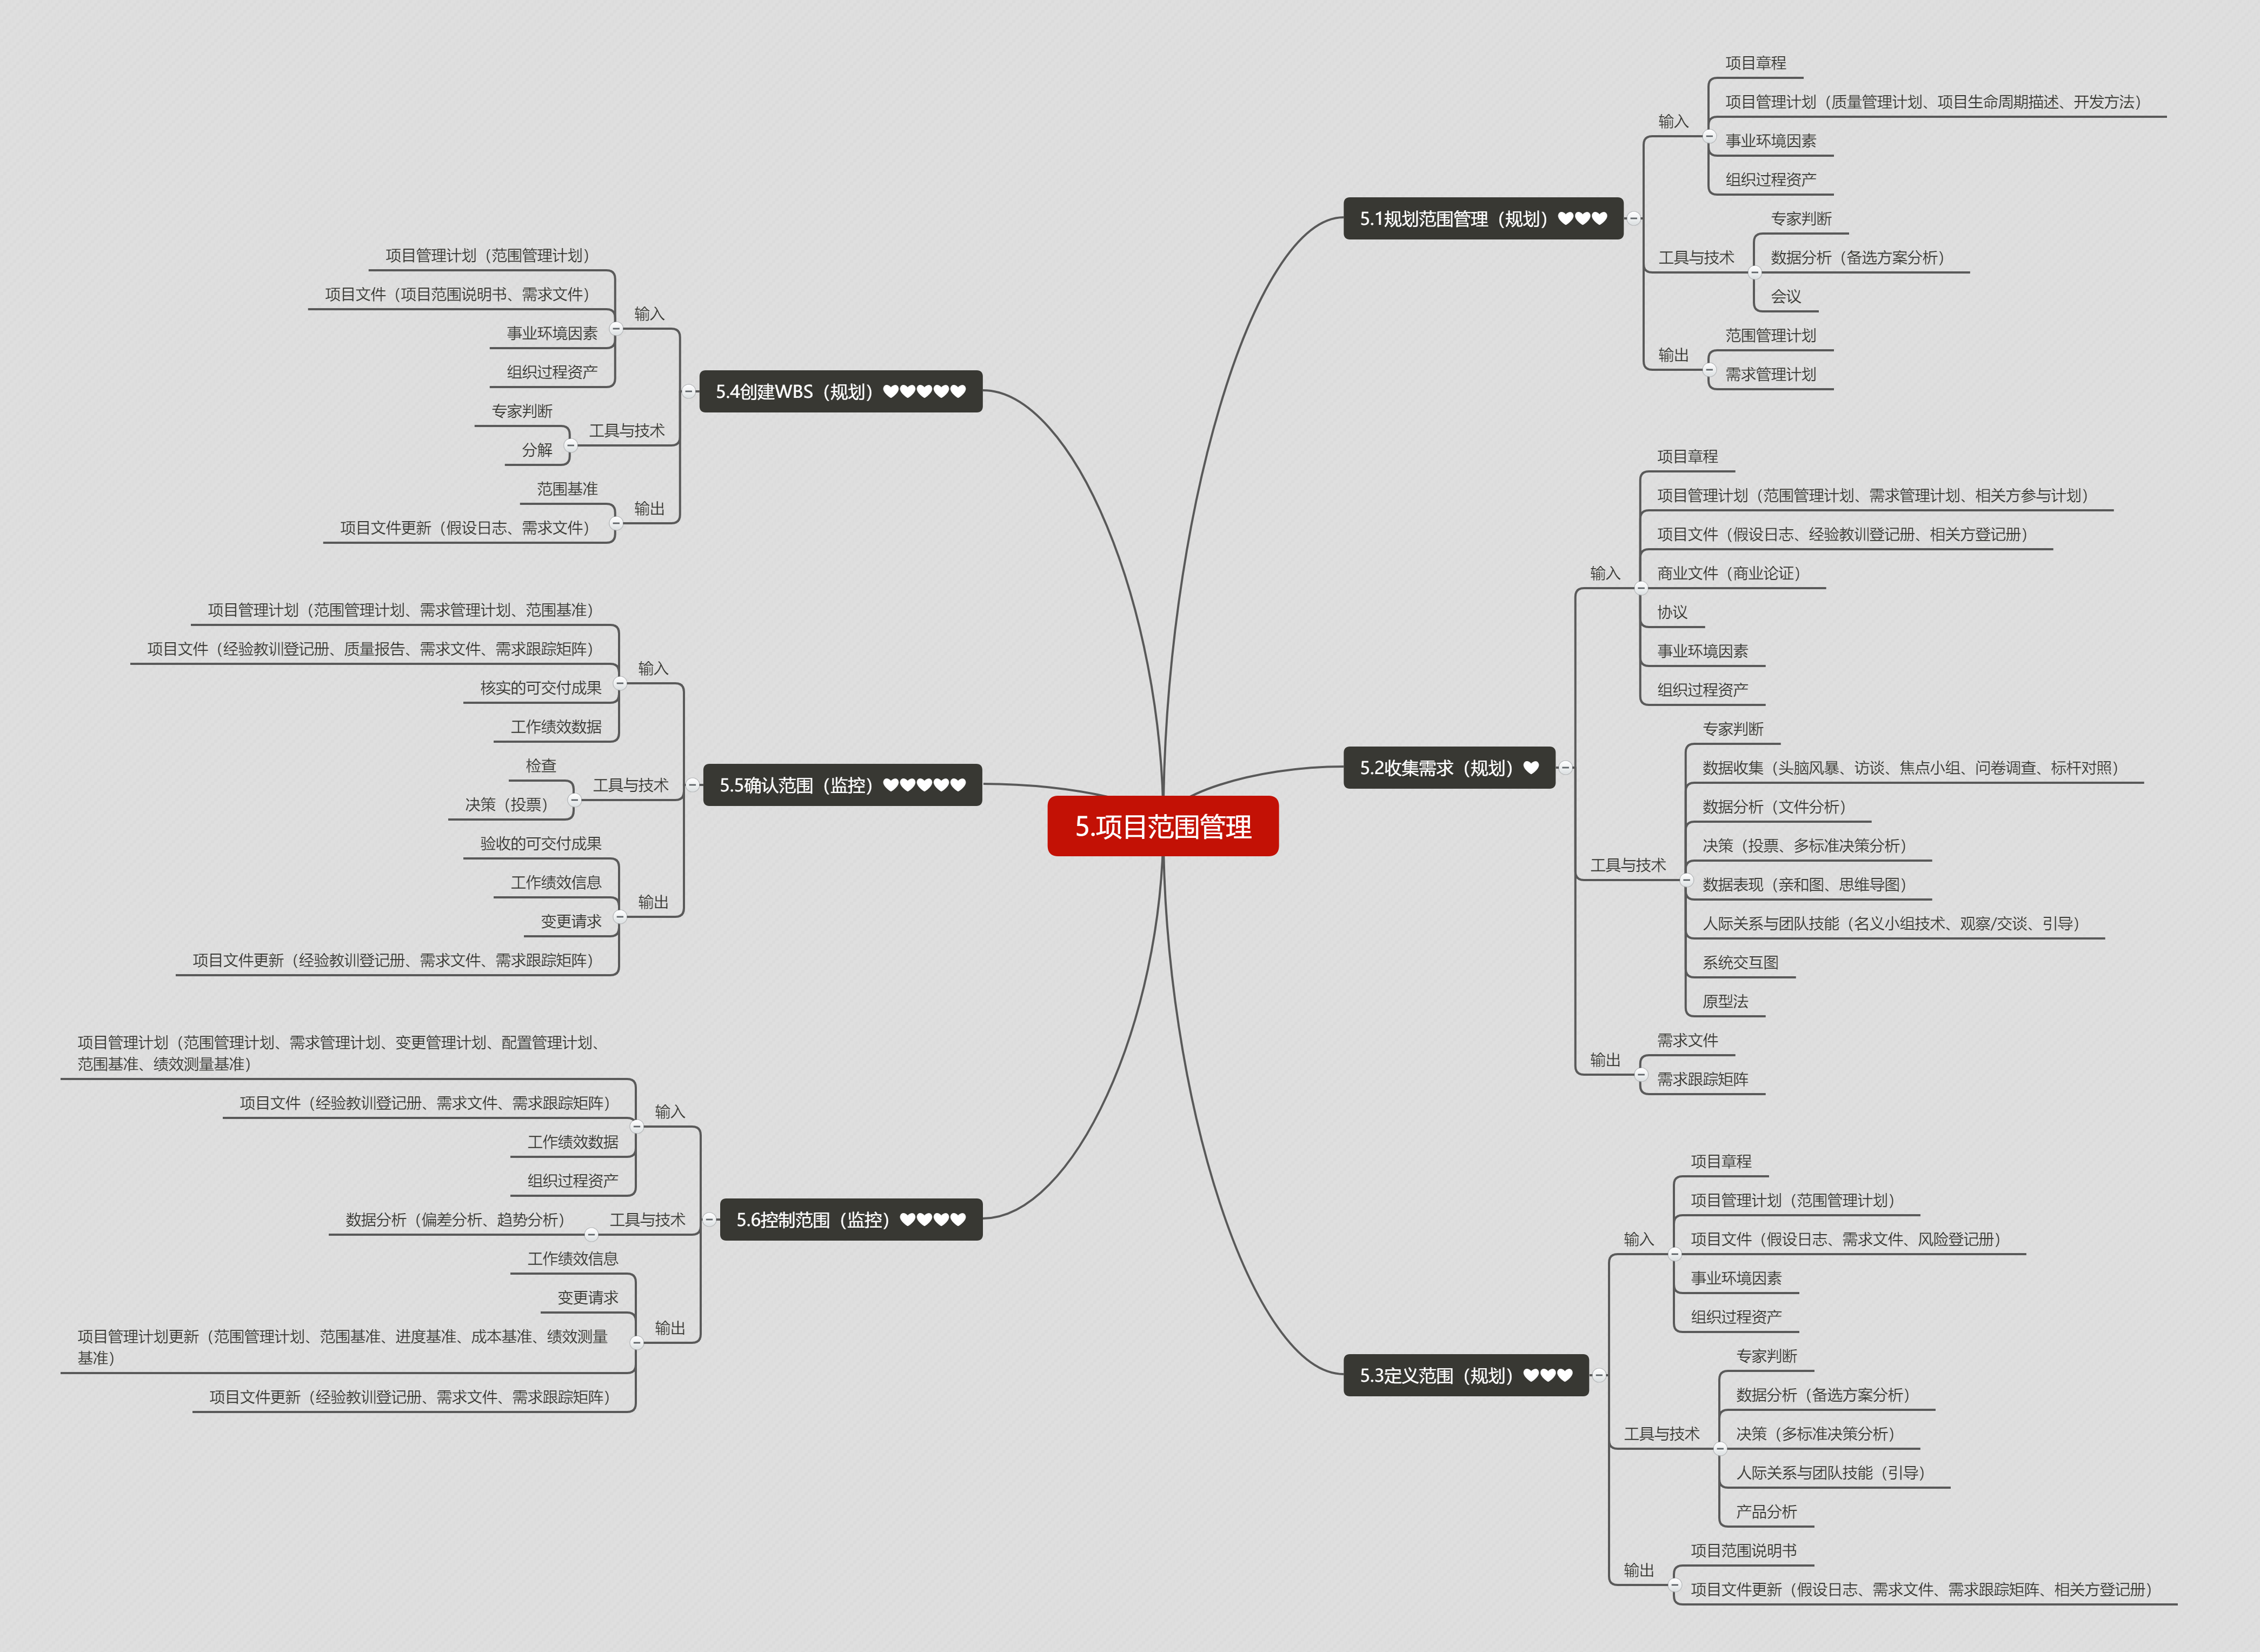 5.项目范围管理
5.1规划范围管理（规划）♥♥♥
输入
项目章程
项目管理计划（质量管理计划、项目生命周期描述、开发方法）
事业环境因素
组织过程资产
工具与技术
专家判断
数据分析（备选方案分析）
会议
输出
范围管理计划
需求管理计划
5.2收集需求（规划）♥
输入
项目章程
项目管理计划（范围管理计划、需求管理计划、相关方参与计划）
项目文件（假设日志、经验教训登记册、相关方登记册）
商业文件（商业论证）
协议
事业环境因素
组织过程资产
工具与技术
专家判断
数据收集（头脑风暴、访谈、焦点小组、问卷调查、标杆对照）
数据分析（文件分析）
决策（投票、多标准决策分析）
数据表现（亲和图、思维导图）
人际关系与团队技能（名义小组技术、观察/交谈、引导）
系统交互图
原型法
输出
需求文件
需求跟踪矩阵
5.3定义范围（规划）♥♥♥
输入
项目章程
项目管理计划（范围管理计划）
项目文件（假设日志、需求文件、风险登记册）
事业环境因素
组织过程资产
工具与技术
专家判断
数据分析（备选方案分析）
决策（多标准决策分析）
人际关系与团队技能（引导）
产品分析
输出
项目范围说明书
项目文件更新（假设日志、需求文件、需求跟踪矩阵、相关方登记册）
5.4创建WBS（规划）♥♥♥♥♥
输入
项目管理计划（范围管理计划）
项目文件（项目范围说明书、需求文件）
事业环境因素
组织过程资产
工具与技术
专家判断
分解
输出
范围基准
项目文件更新（假设日志、需求文件）
5.5确认范围（监控）♥♥♥♥♥
输入
项目管理计划（范围管理计划、需求管理计划、范围基准）
项目文件（经验教训登记册、质量报告、需求文件、需求跟踪矩阵）
核实的可交付成果
工作绩效数据
工具与技术
检查
决策（投票）
输出
验收的可交付成果
工作绩效信息
变更请求
项目文件更新（经验教训登记册、需求文件、需求跟踪矩阵）
5.6控制范围（监控）♥♥♥♥
输入
项目管理计划（范围管理计划、需求管理计划、变更管理计划、配置管理计划、
范围基准、绩效测量基准）
项目文件（经验教训登记册、需求文件、需求跟踪矩阵）
工作绩效数据
组织过程资产
工具与技术
数据分析（偏差分析、趋势分析）
输出
工作绩效信息
变更请求
项目管理计划更新（范围管理计划、范围基准、进度基准、成本基准、绩效测量
基准）
项目文件更新（经验教训登记册、需求文件、需求跟踪矩阵）